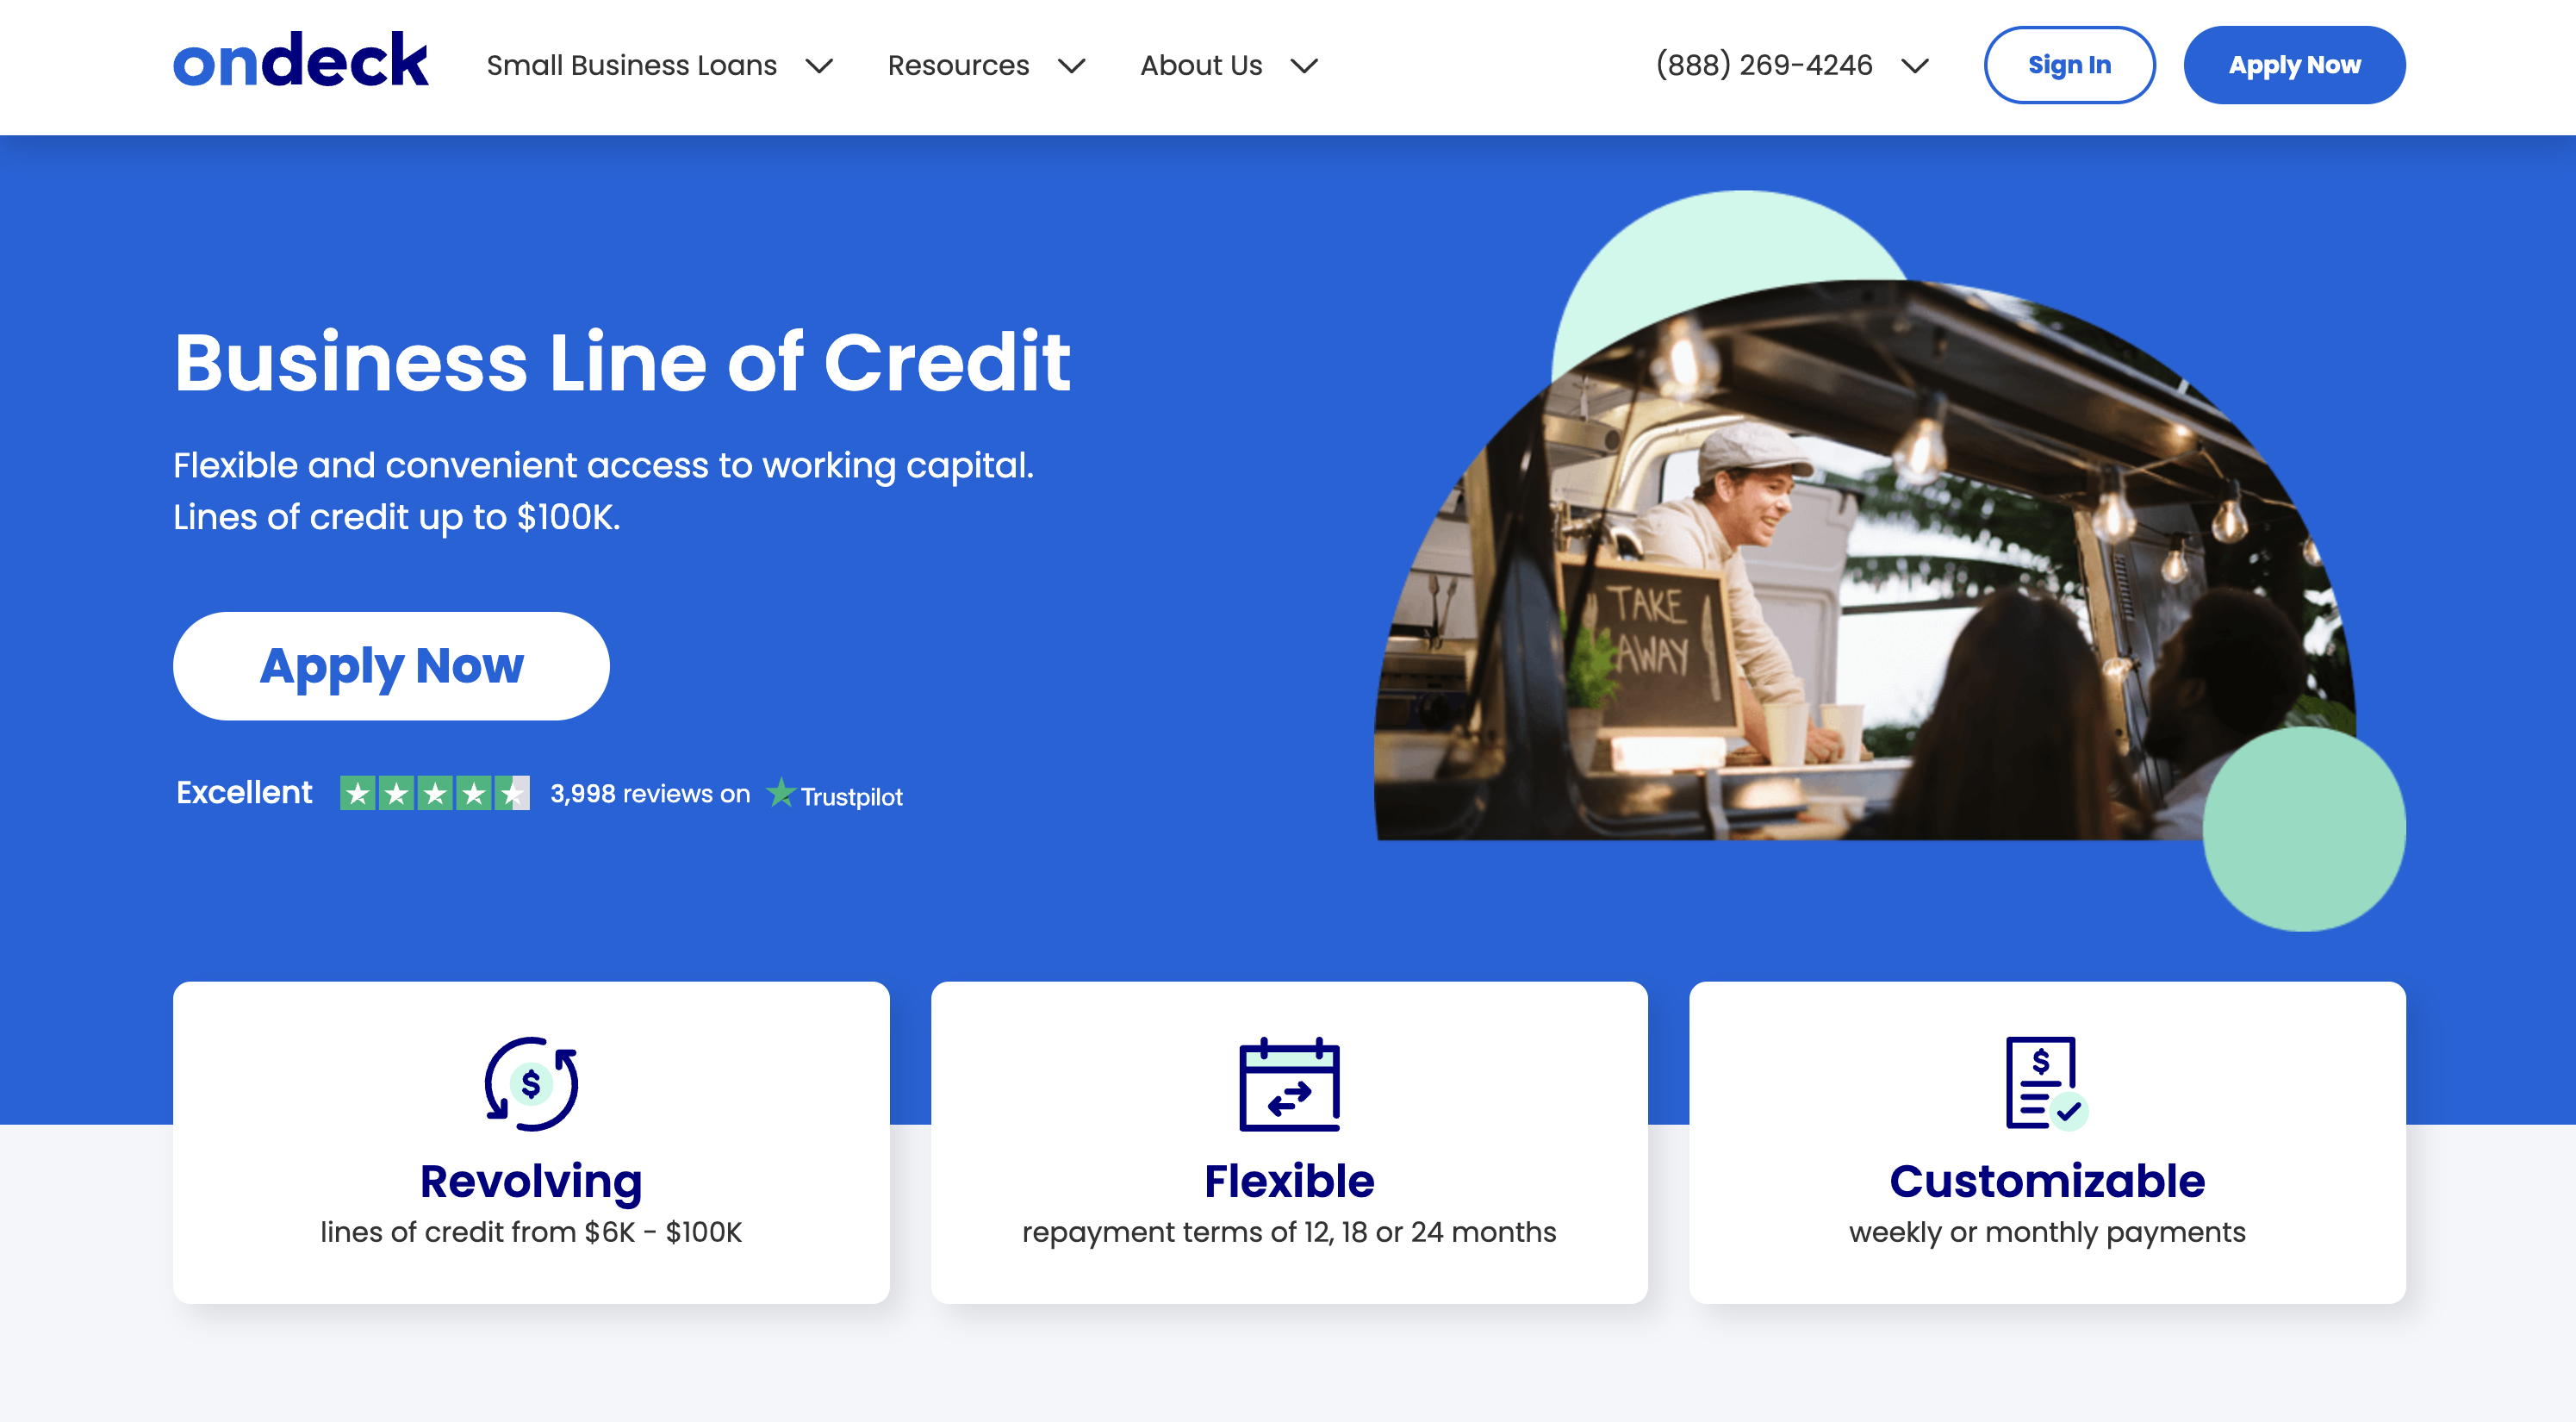 ondeck
Small Business Loans
Resources
About Us
(888) 269-4246
Sign In
Apply Now
Business Line of Credit
Flexible and convenient access to working capital.
Lines of credit up to $100K.
TAKE
AWAY
Apply Now
Excellent
3,998 reviews on
Trustpilot
$
Revolving
lines of credit from $6K - $100K
Flexible
repayment terms of 12, 18 or 24 months
$
Customizable
weekly or monthly payments